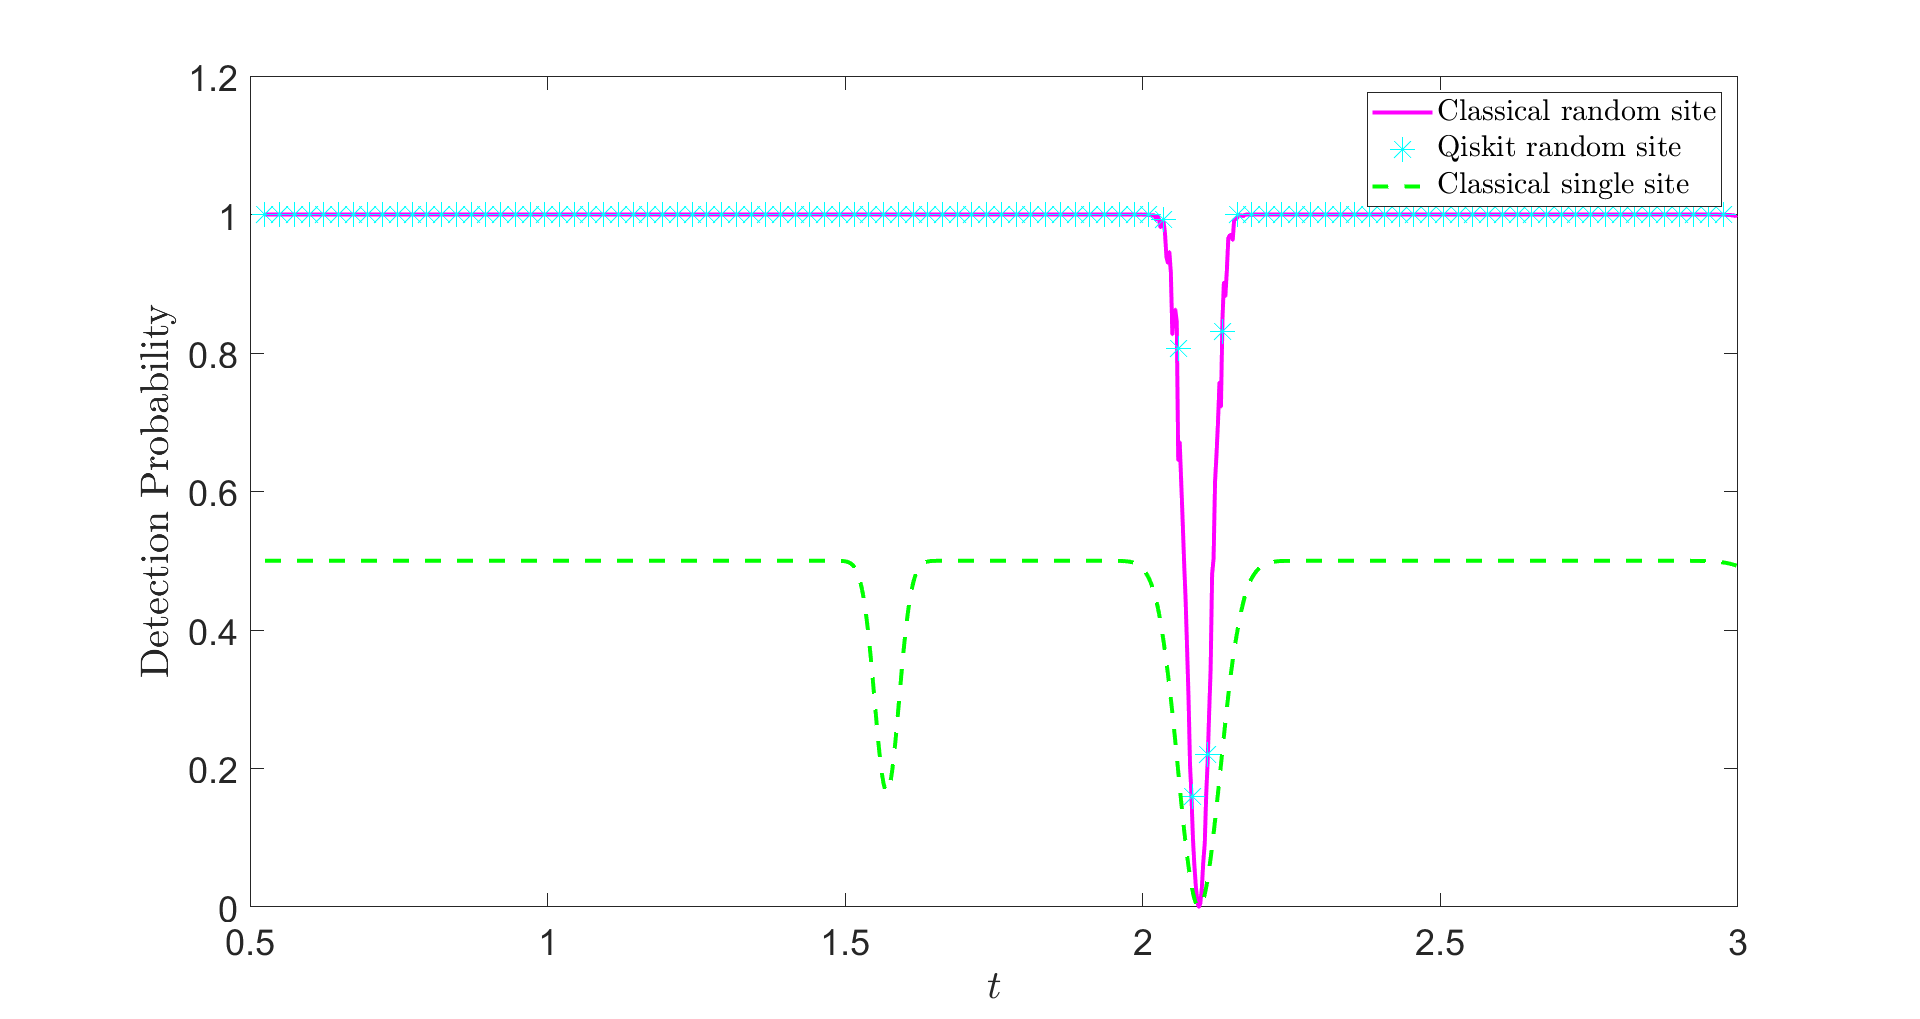 1.2
1
0.8
0.6
0.4
0.2
0
Detection Probability
Classical random site
Qiskit random site
Classical single site
0.5
1
1.5
2
2.5
3
t